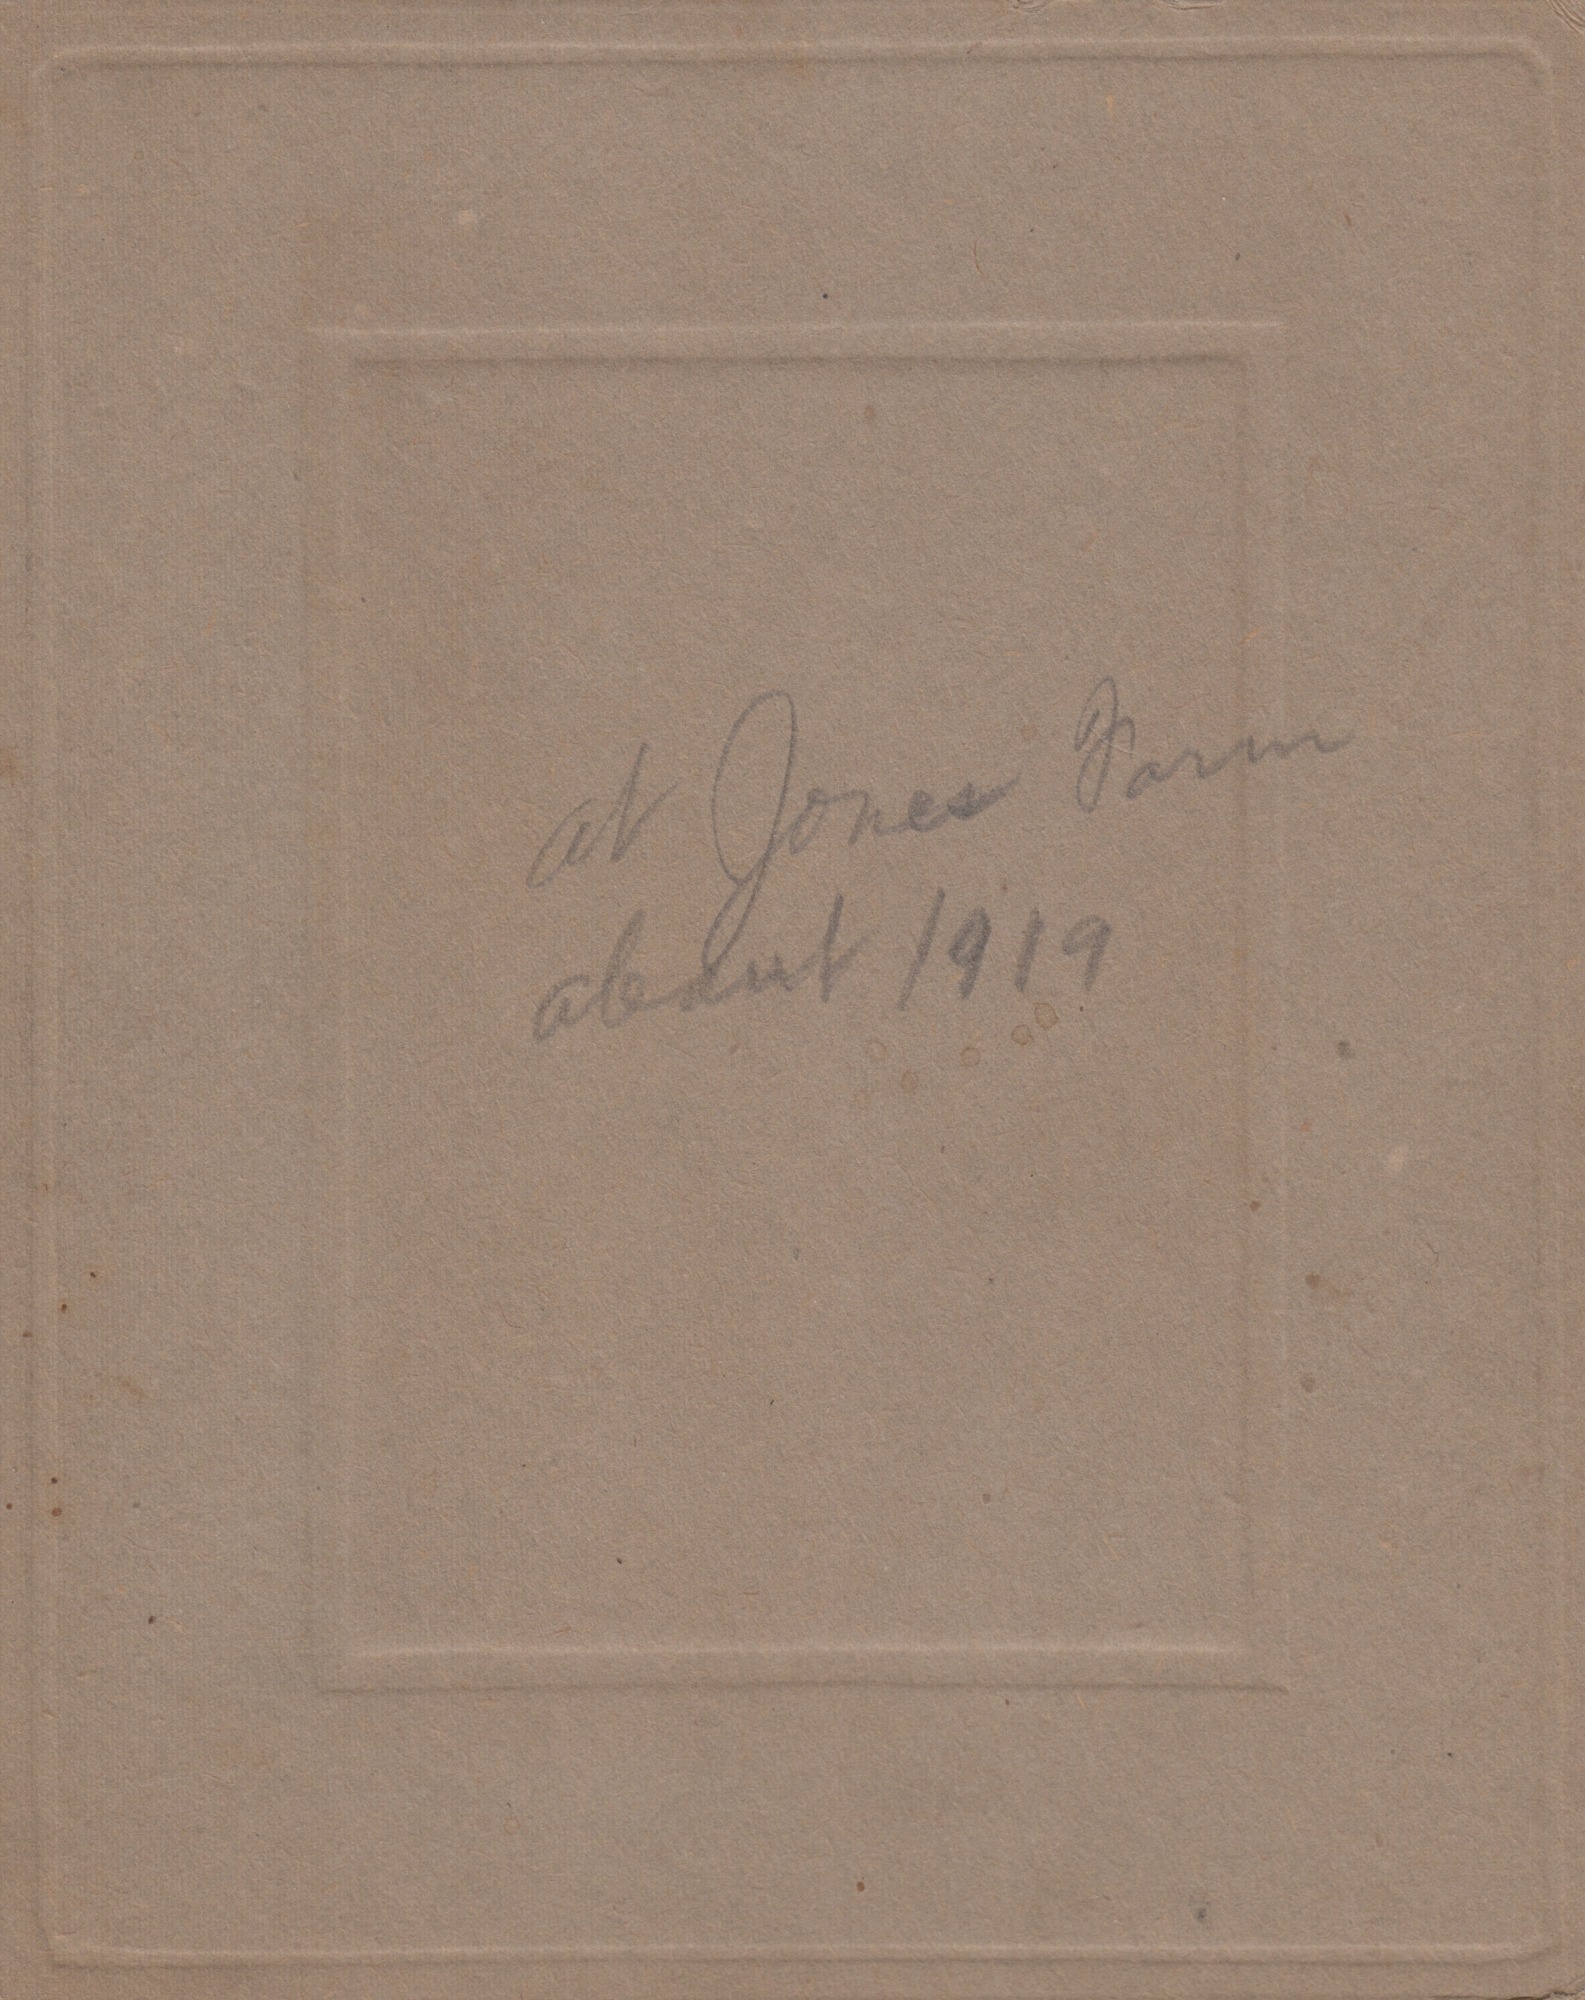 at Jones Farm
about 1919